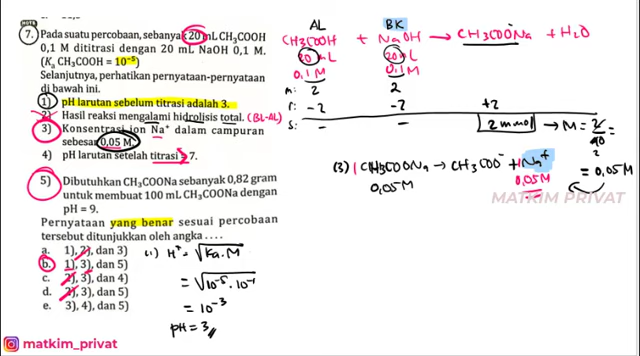 NOTE
7. Pada suatu percobaan, sebanyak 20 mL CH₃COOH
0,1 M dititrasi dengan 20 mL NaOH 0,1 M.
(Kₐ CH₃COOH = 10⁻⁵)
Selanjutnya, perhatikan pernyataan-pernyataan
di bawah ini.
1) pH larutan sebelum titrasi adalah 3.
2) Hasil reaksi mengalami hidrolisis total. (BL-AL)
3) Konsentrasi ion Na⁺ dalam campuran
sebesar 0,05 M.
4) pH larutan setelah titrasi > 7.
5) Dibutuhkan CH₃COONa sebanyak 0,82 gram
untuk membuat 100 mL CH₃COONa dengan
pH = 9.
Pernyataan yang benar sesuai percobaan
tersebut ditunjukkan oleh angka . . . .
a. 1), 2), dan 3)
b. 1), 3), dan 5)
c. 2), 3), dan 4)
d. 2), 3), dan 5)
e. 3), 4), dan 5)
(1) H⁺ = √Ka.M
= √10⁻⁵ . 10⁻¹
= 10⁻³
pH = 3
AL BK
CH3COOH + NaOH → CH3COONa + H2O
20 mL 20 mL
0,1 M 0,1 M
m: 2 2
r: -2 -2 +2
s: - - 2 mmol → M = 2/40 =
= 0,05 M
(3) 1 CH3COONa → CH3COO⁻ + 1 Na⁺
0,05 M 0,05 M
MATKIM PRIVAT
matkim_privat